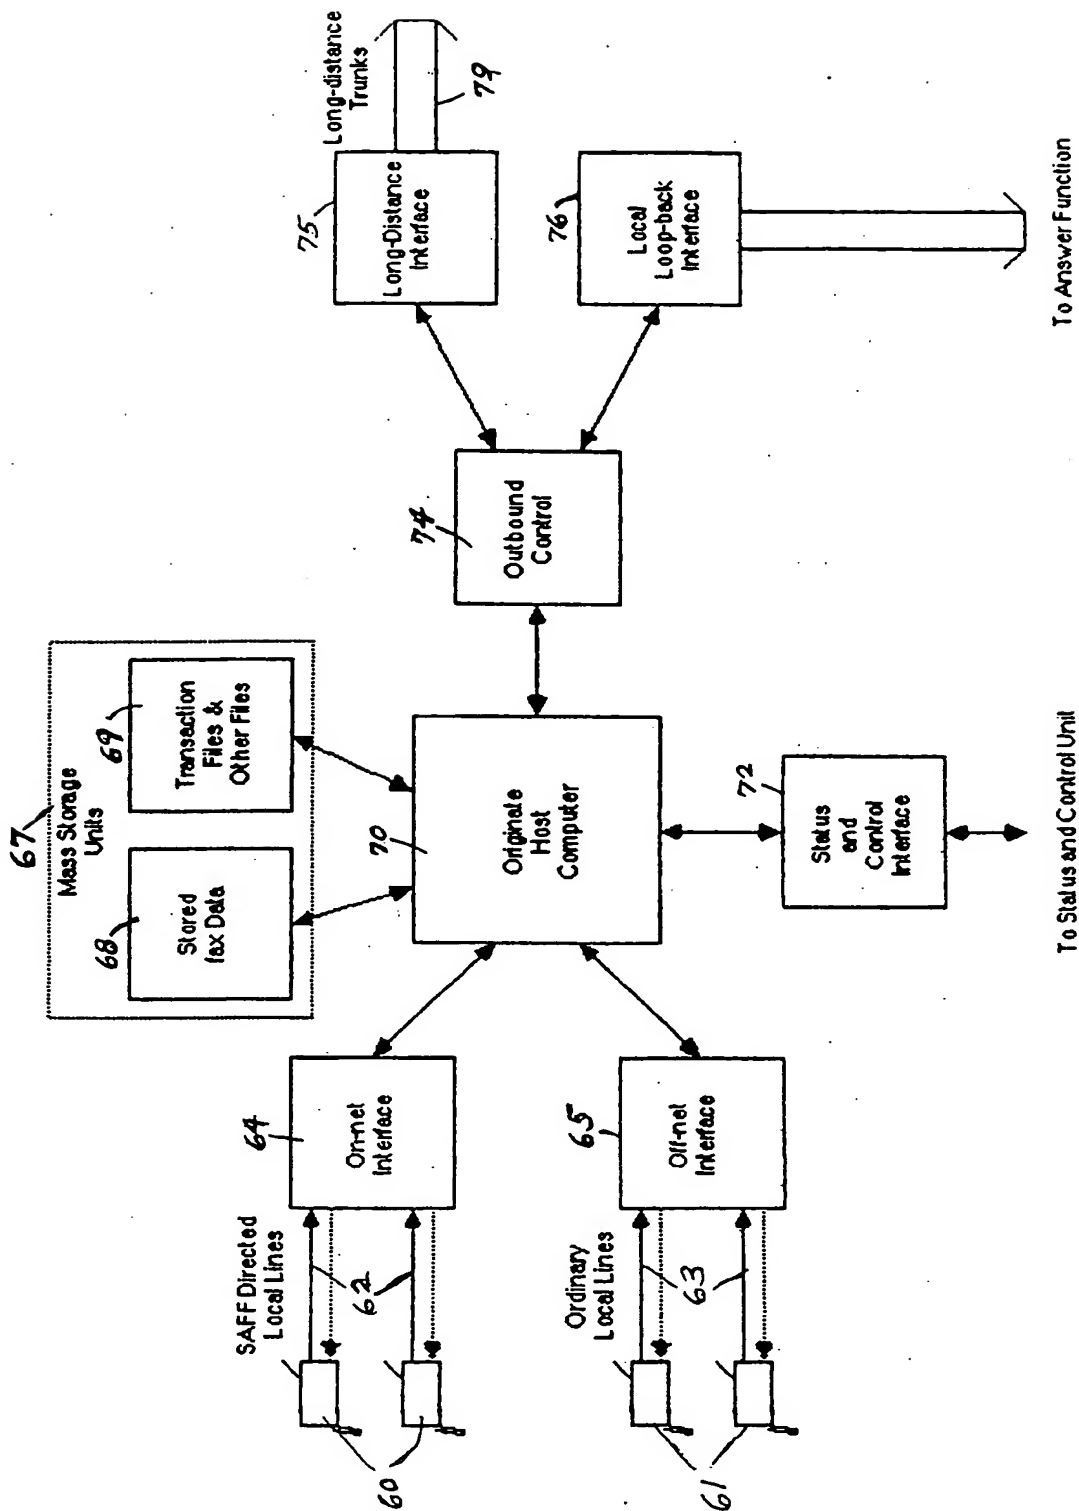 67
Mass Storage
Units
68
Stored
fax Data
69
Transaction
Files &
Other Files
SAFF Directed
Local Lines
60
62
64
On-net
Interface
Ordinary
Local Lines
61
63
65
Off-net
Interface
70
Originate
Host
Computer
72
Status
and
Control
Interface
To Status and Control Unit
74
Outbound
Control
75
Long-Distance
Interface
Long-distance
Trunks
79
76
Local
Loop-back
Interface
To Answer Function